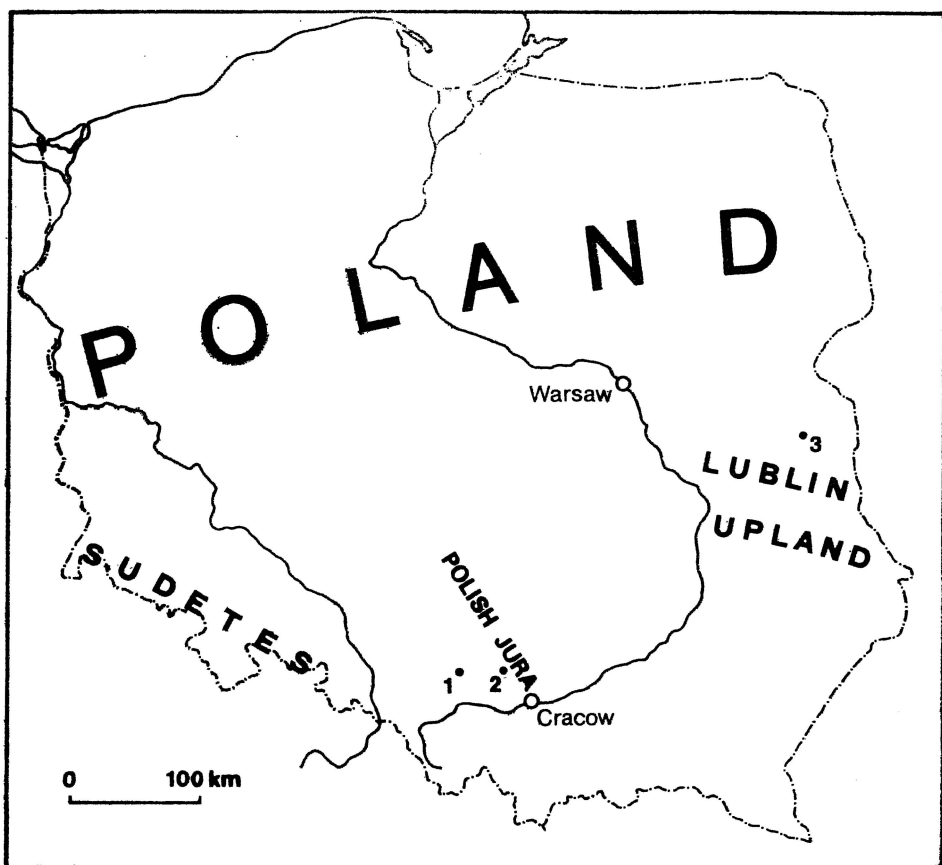 POLAND
Warsaw
3
LUBLIN
UPLAND
SUDETES
POLISH JURA
1
2
Cracow
0 100 km